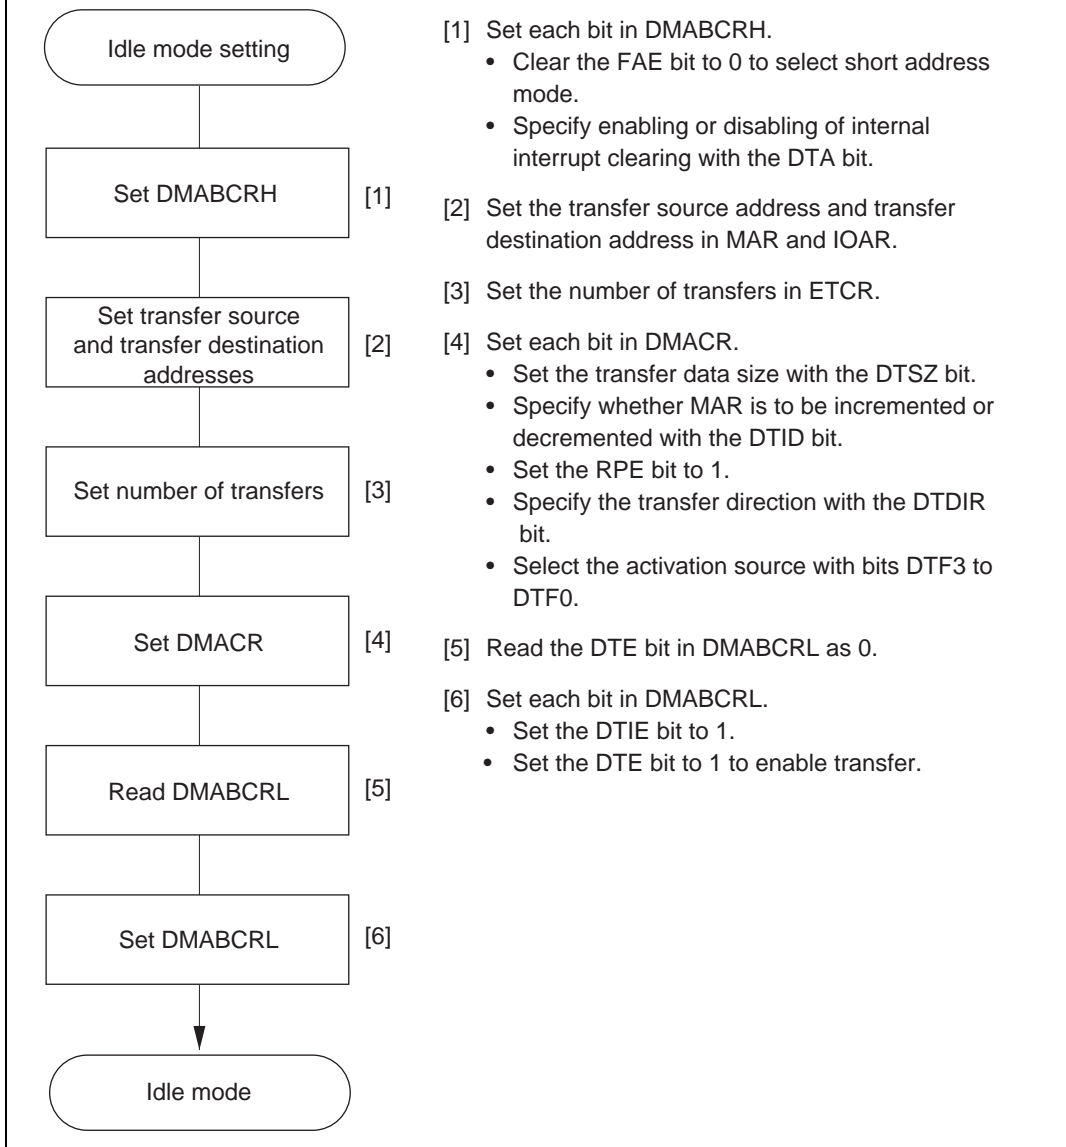 Idle mode setting
Set DMABCRH
[1]
Set transfer source
and transfer destination
addresses
[2]
Set number of transfers
[3]
Set DMACR
[4]
Read DMABCRL
[5]
Set DMABCRL
[6]
Idle mode
[1] Set each bit in DMABCRH.
• Clear the FAE bit to 0 to select short address
mode.
• Specify enabling or disabling of internal
interrupt clearing with the DTA bit.
[2] Set the transfer source address and transfer
destination address in MAR and IOAR.
[3] Set the number of transfers in ETCR.
[4] Set each bit in DMACR.
• Set the transfer data size with the DTSZ bit.
• Specify whether MAR is to be incremented or
decremented with the DTID bit.
• Set the RPE bit to 1.
• Specify the transfer direction with the DTDIR
bit.
• Select the activation source with bits DTF3 to
DTF0.
[5] Read the DTE bit in DMABCRL as 0.
[6] Set each bit in DMABCRL.
• Set the DTIE bit to 1.
• Set the DTE bit to 1 to enable transfer.